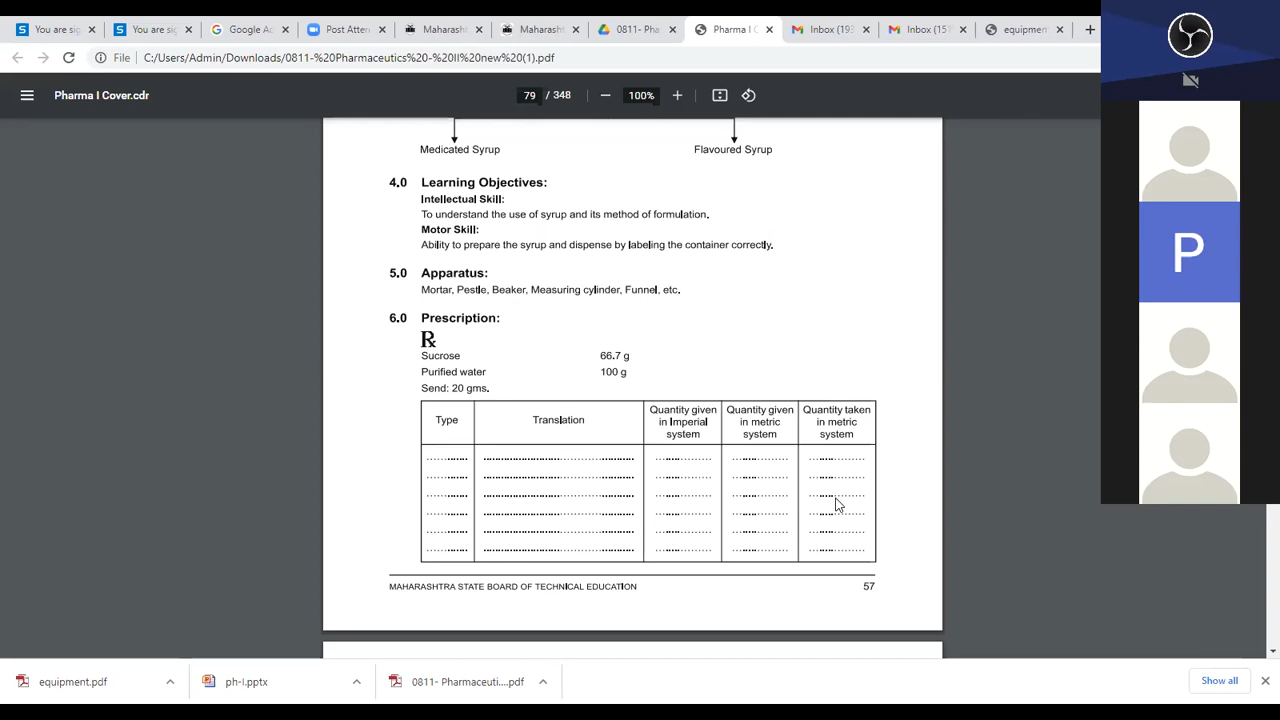 You are sig
You are sig
Google Ac
Post Atten
Maharasht
Maharasht
0811- Pha
Pharma I C
Inbox (193
Inbox (157
equipment
File C:/Users/Admin/Downloads/0811-%20Pharmaceutics%20-%20II%20new%20(1).pdf
Pharma I Cover.cdr
79 / 348
100%
Medicated Syrup Flavoured Syrup
4.0 Learning Objectives:
Intellectual Skill:
To understand the use of syrup and its method of formulation.
Motor Skill:
Ability to prepare the syrup and dispense by labeling the container correctly.
5.0 Apparatus:
Mortar, Pestle, Beaker, Measuring cylinder, Funnel, etc.
6.0 Prescription:
℞
Sucrose 66.7 g
Purified water 100 g
Send: 20 gms.
Type
Translation
Quantity given
in Imperial
system
Quantity given
in metric
system
Quantity taken
in metric
system
MAHARASHTRA STATE BOARD OF TECHNICAL EDUCATION 57
P
equipment.pdf
ph-I.pptx
0811- Pharmaceuti....pdf
Show all